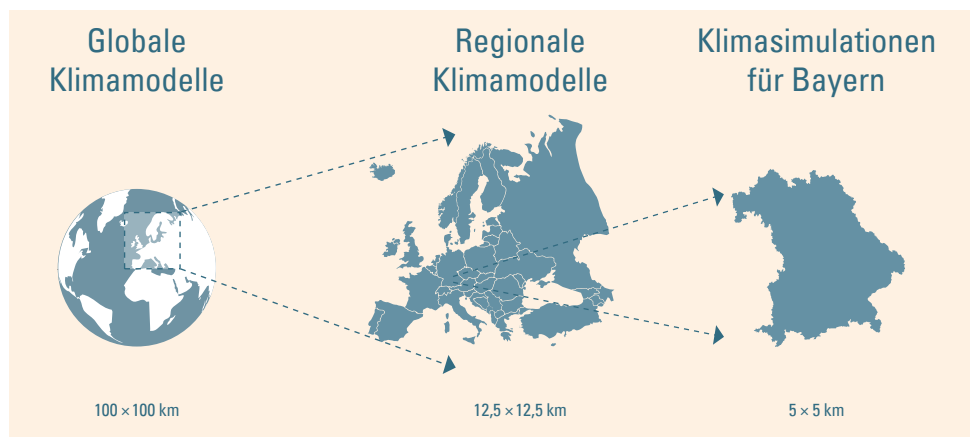 Globale
Klimamodelle
Regionale
Klimamodelle
Klimasimulationen
für Bayern
100 × 100 km
12,5 × 12,5 km
5 × 5 km